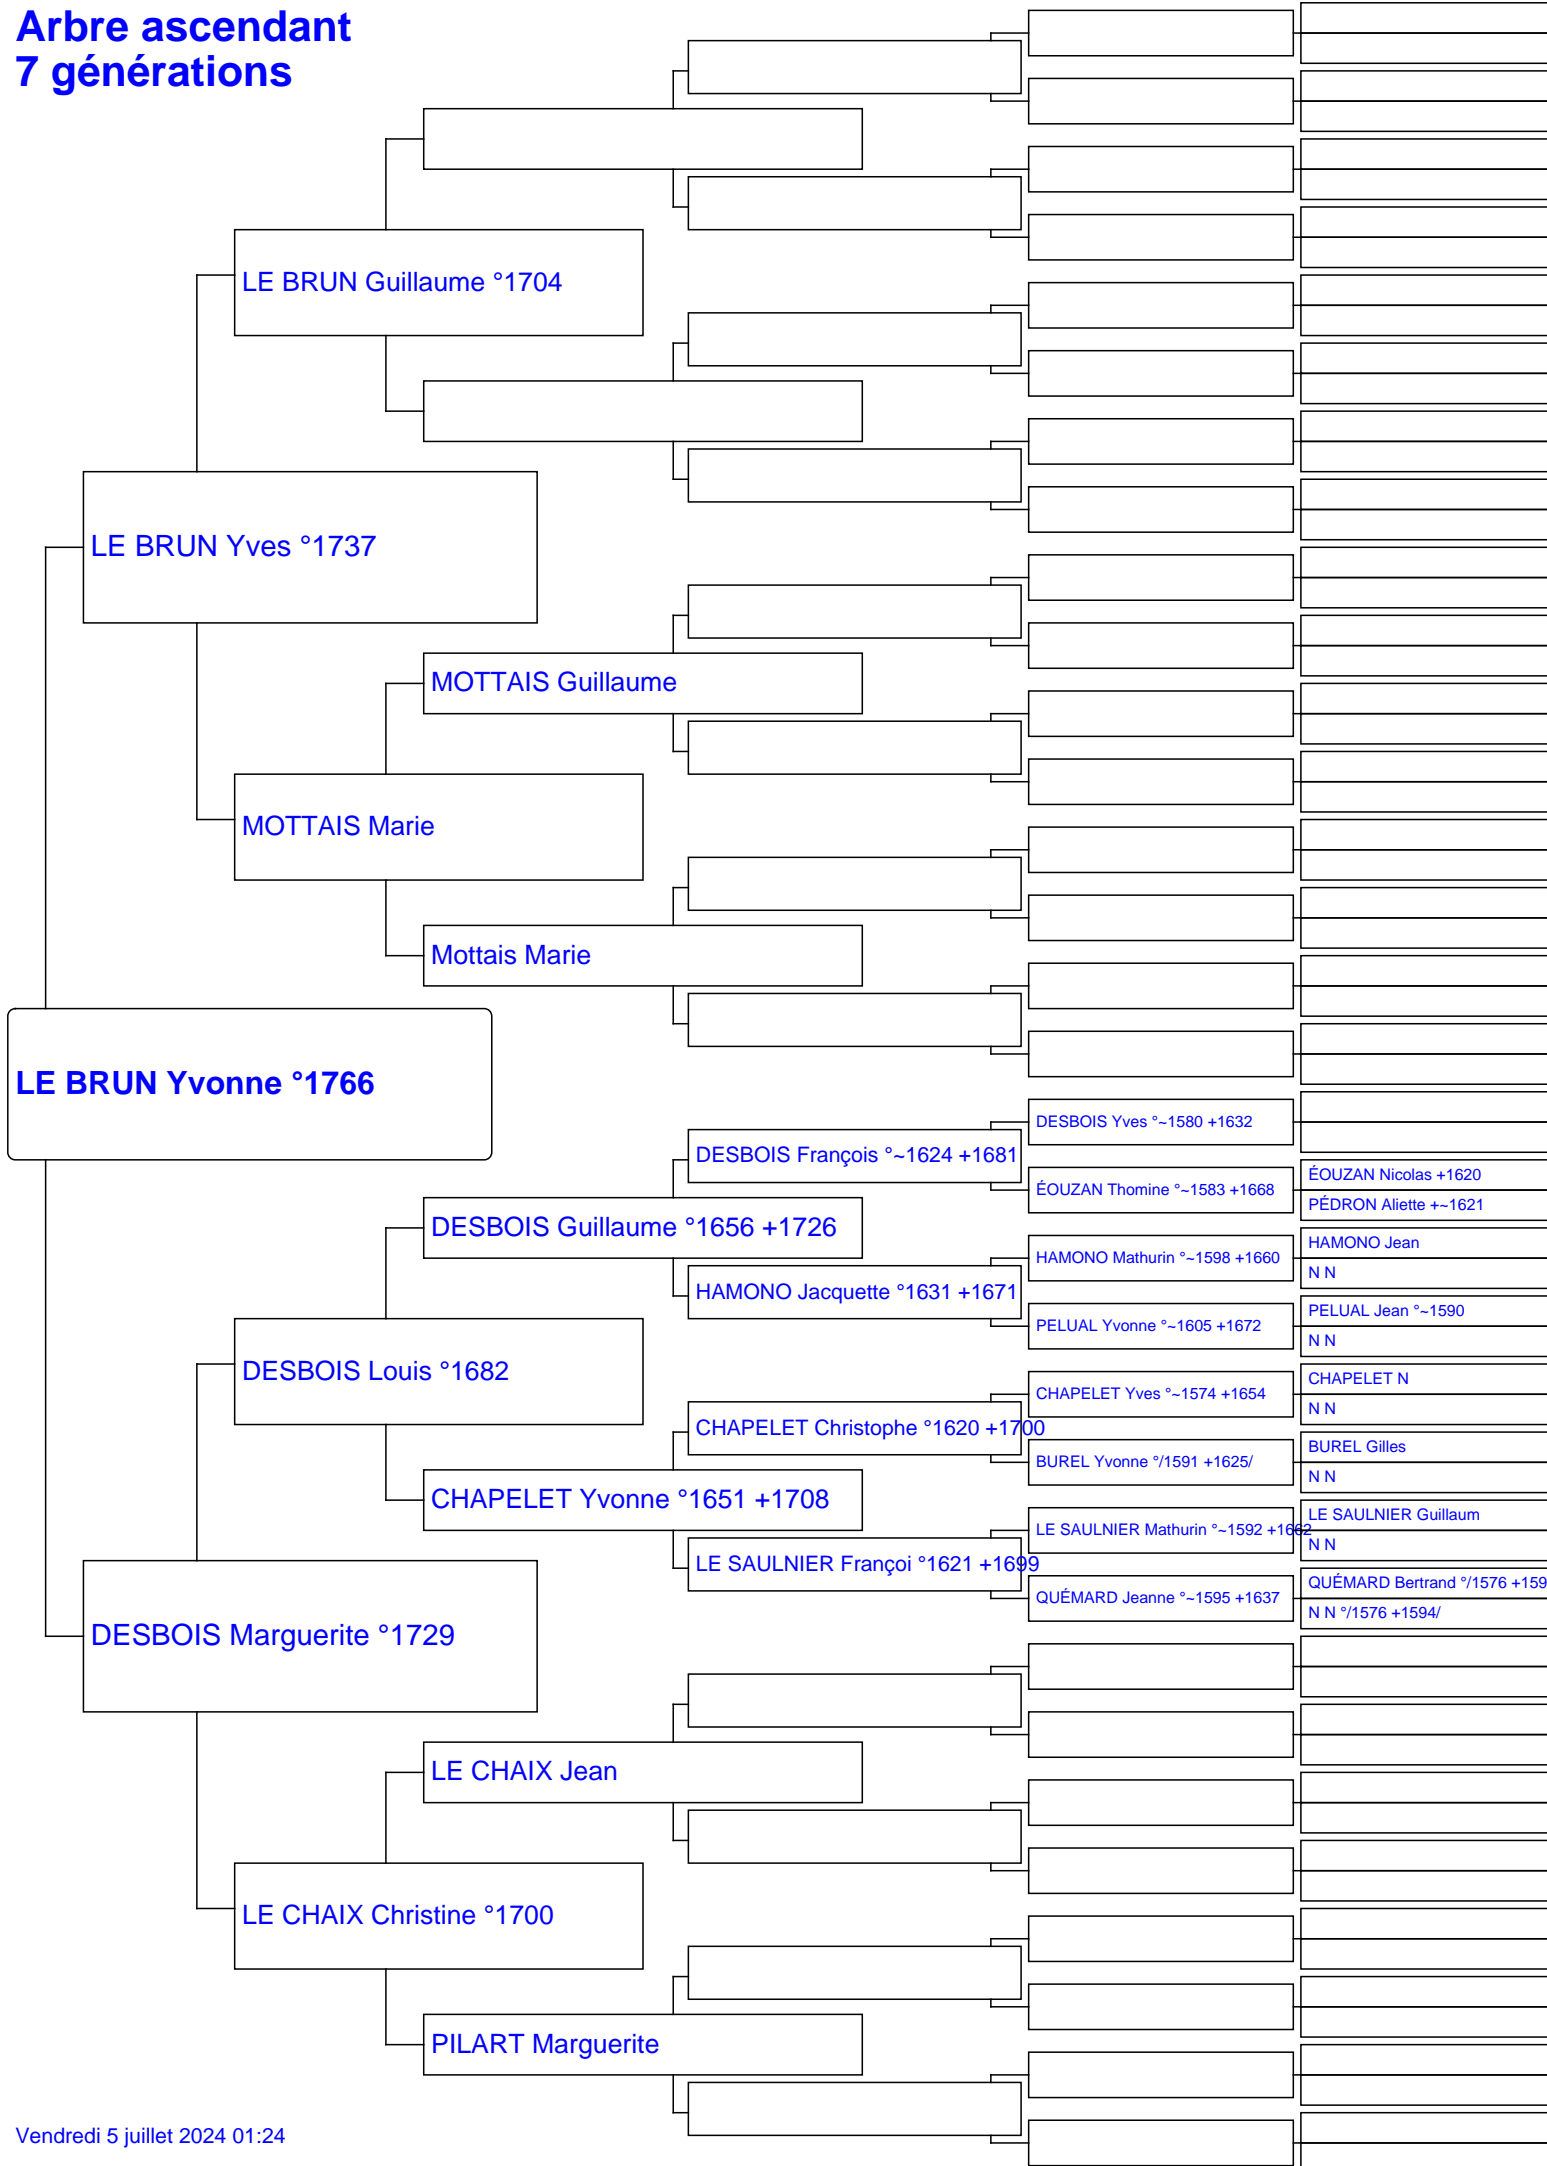 Arbre ascendant
7 générations
LE BRUN Guillaume °1704
LE BRUN Yves °1737
MOTTAIS Guillaume
MOTTAIS Marie
Mottais Marie
LE BRUN Yvonne °1766
DESBOIS Yves °~1580 +1632
DESBOIS François °~1624 +1681
ÉOUZAN Nicolas +1620
ÉOUZAN Thomine °~1583 +1668
PÉDRON Aliette +~1621
DESBOIS Guillaume °1656 +1726
HAMONO Jean
HAMONO Mathurin °~1598 +1660
N N
HAMONO Jacquette °1631 +1671
PELUAL Jean °~1590
PELUAL Yvonne °~1605 +1672
N N
DESBOIS Louis °1682
CHAPELET N
CHAPELET Yves °~1574 +1654
N N
CHAPELET Christophe °1620 +1700
BUREL Gilles
BUREL Yvonne °/1591 +1625/
N N
CHAPELET Yvonne °1651 +1708
LE SAULNIER Guillaum
LE SAULNIER Mathurin °~1592 +1662
N N
LE SAULNIER Françoi °1621 +1699
QUÉMARD Bertrand °/1576 +159
QUÉMARD Jeanne °~1595 +1637
N N °/1576 +1594/
DESBOIS Marguerite °1729
LE CHAIX Jean
LE CHAIX Christine °1700
PILART Marguerite
Vendredi 5 juillet 2024 01:24